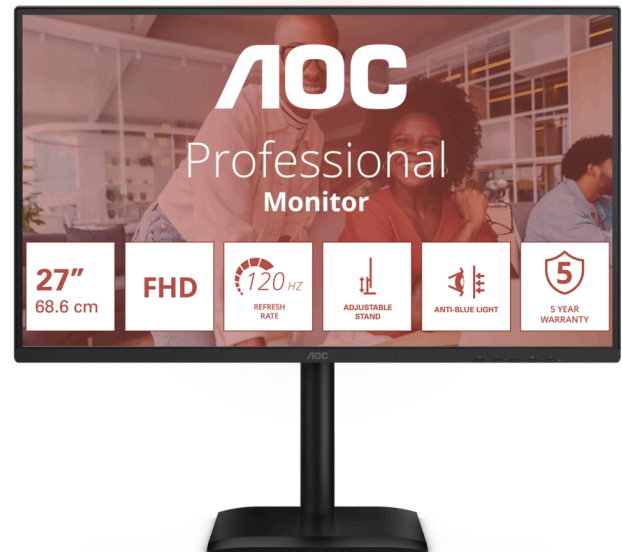 AOC
Professional
Monitor
27"
68.6 cm
FHD
120 HZ
REFRESH
RATE
ADJUSTABLE
STAND
ANTI-BLUE LIGHT
5
5 YEAR
WARRANTY
AOC